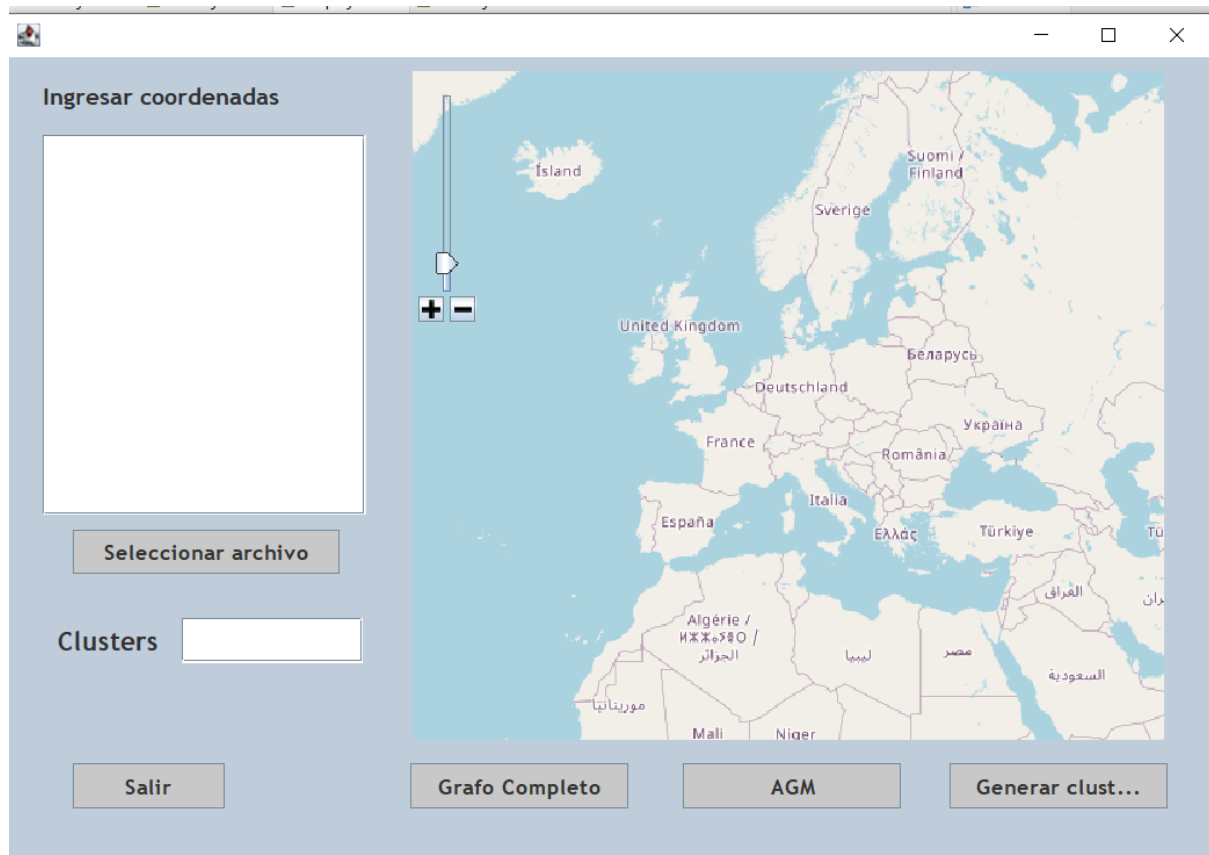 Ingresar coordenadas
Ísland
Suomi /
Finland
Sverige
United Kingdom
Беларусь
Deutschland
Україна
France
România
Italia
España
Ελλάς
Türkiye
Tü
العراق
Seleccionar archivo
Algérie /
الجزائر
ليبيا
مصر
السعودية
Clusters
موريتانيا
Mali
Niger
Salir
Grafo Completo
AGM
Generar clust...